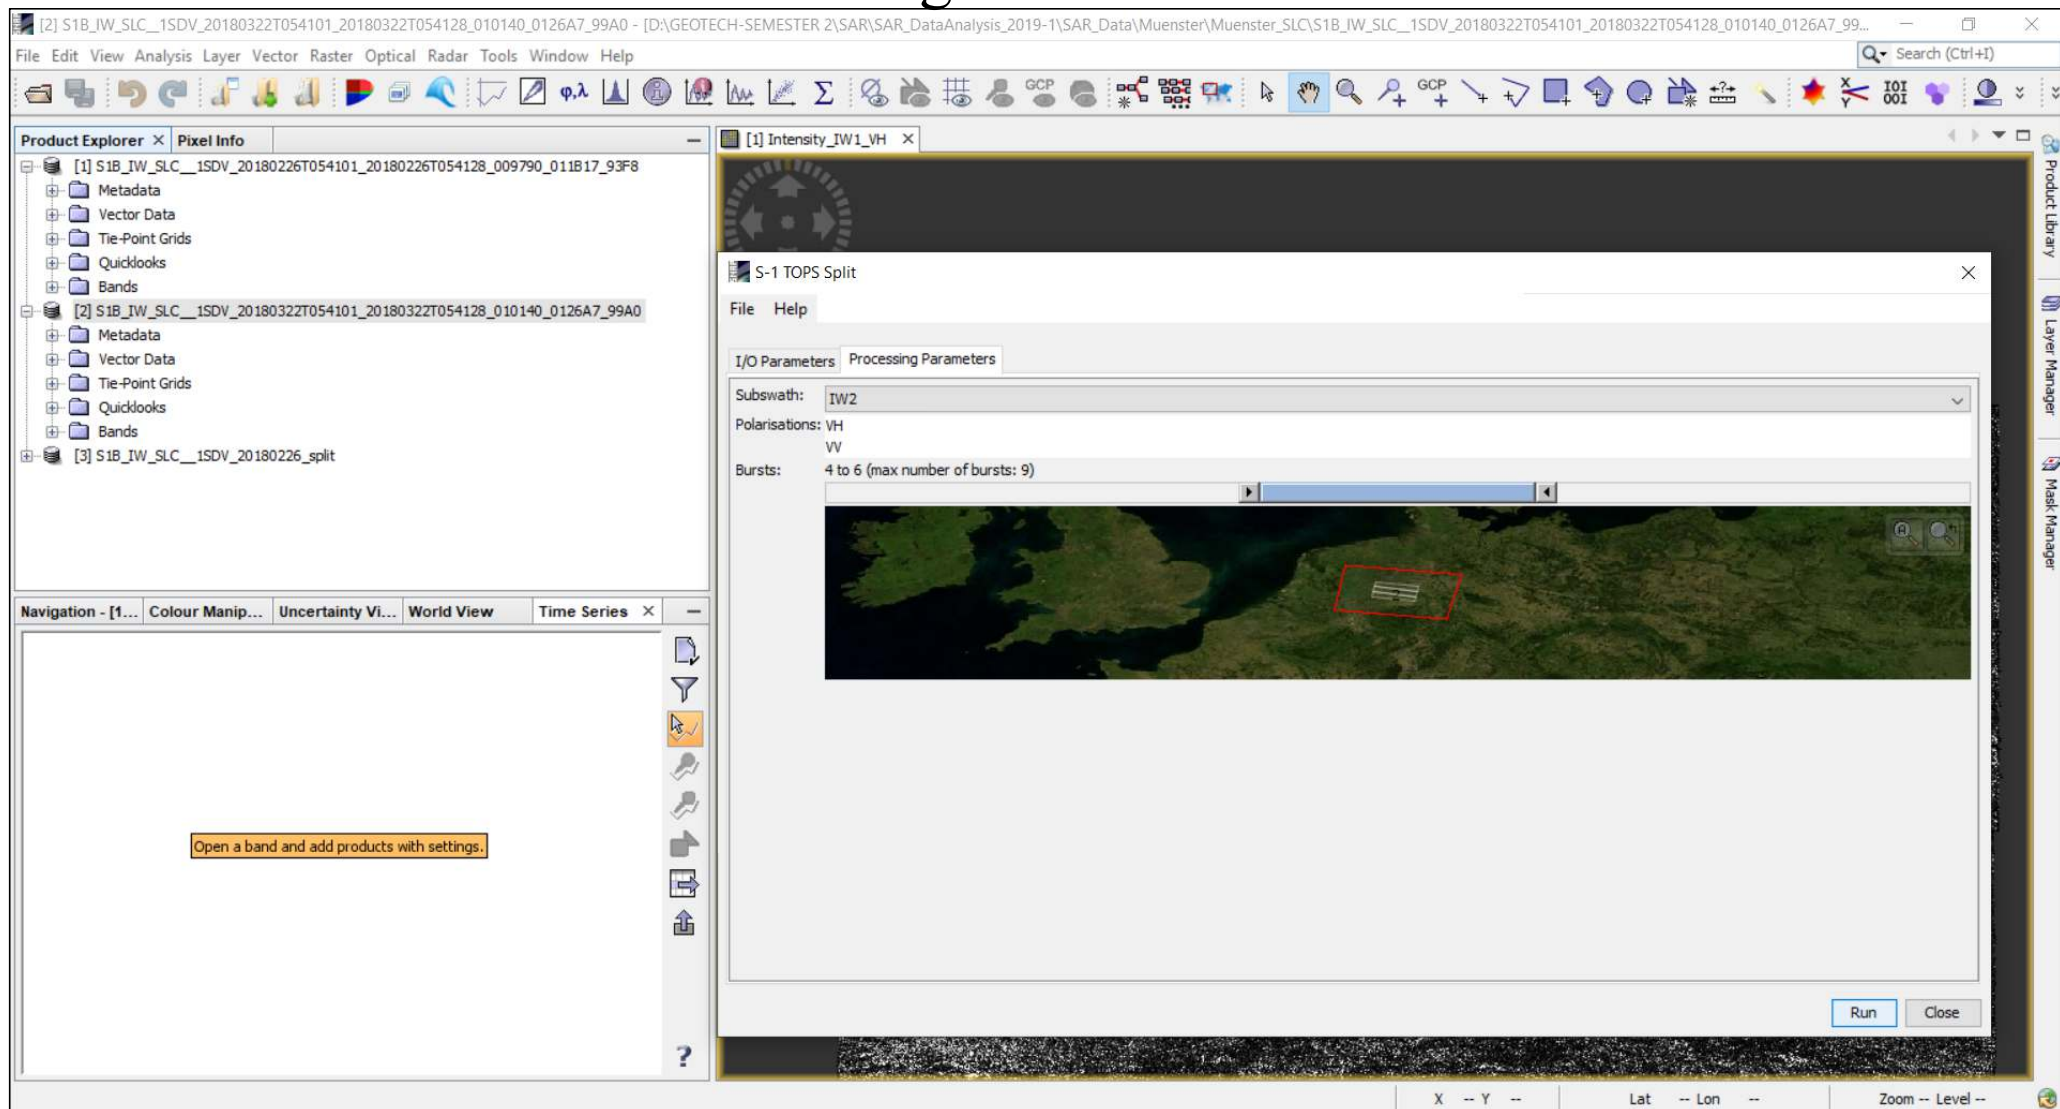 [2] S1B_IW_SLC__1SDV_20180322T054101_20180322T054128_010140_0126A7_99A0 - [D:\GEOTECH-SEMESTER 2\SAR\SAR_DataAnalysis_2019-1\SAR_Data\Muenster\Muenster_SLC\S1B_IW_SLC__1SDV_20180322T054101_20180322T054128_010140_0126A7_99...
File Edit View Analysis Layer Vector Raster Optical Radar Tools Window Help
Search (Ctrl+I)
φ,λ Σ GCP GCP
Product Explorer Pixel Info
[1] S1B_IW_SLC__1SDV_20180226T054101_20180226T054128_009790_011B17_93F8
Metadata
Vector Data
Tie-Point Grids
Quicklooks
Bands
[2] S1B_IW_SLC__1SDV_20180322T054101_20180322T054128_010140_0126A7_99A0
Metadata
Vector Data
Tie-Point Grids
Quicklooks
Bands
[3] S1B_IW_SLC__1SDV_20180226_split
Navigation - [1... Colour Manip... Uncertainty Vi... World View Time Series
Open a band and add products with settings.
?
[1] Intensity_IW1_VH
S-1 TOPS Split
File Help
I/O Parameters Processing Parameters
Subswath: IW2
Polarisations: VH
VV
Bursts: 4 to 6 (max number of bursts: 9)
Run Close
Product Library
Layer Manager
Mask Manager
X -- Y -- Lat -- Lon -- Zoom -- Level --